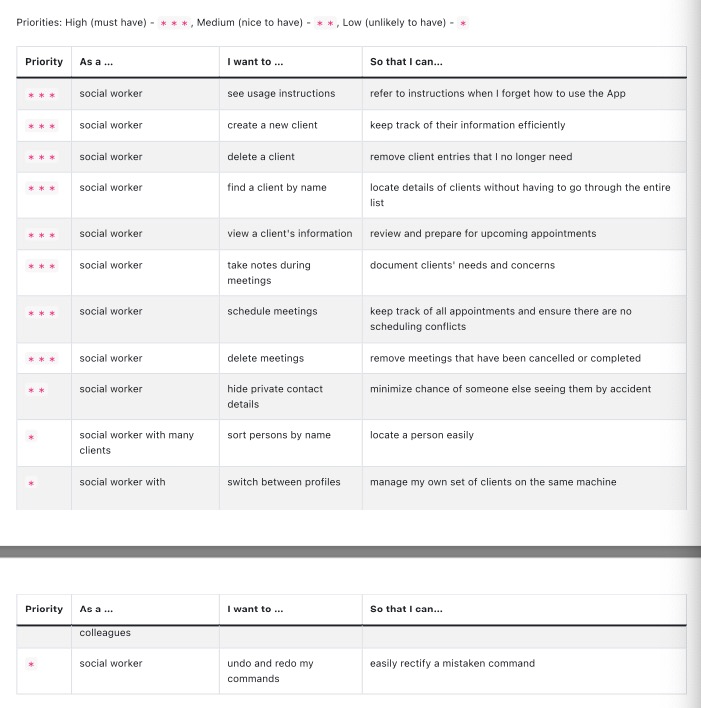 Priorities: High (must have) - * * *, Medium (nice to have) - * *, Low (unlikely to have) - *
Priority As a ... I want to ... So that I can...
* * * social worker see usage instructions refer to instructions when I forget how to use the App
* * * social worker create a new client keep track of their information efficiently
* * * social worker delete a client remove client entries that I no longer need
* * * social worker find a client by name locate details of clients without having to go through the entire
list
* * * social worker view a client's information review and prepare for upcoming appointments
* * * social worker take notes during document clients' needs and concerns
meetings
* * * social worker schedule meetings keep track of all appointments and ensure there are no
scheduling conflicts
* * * social worker delete meetings remove meetings that have been cancelled or completed
* * social worker hide private contact minimize chance of someone else seeing them by accident
details
* social worker with many sort persons by name locate a person easily
clients
* social worker with switch between profiles manage my own set of clients on the same machine
Priority As a ... I want to ... So that I can...
colleagues
* social worker undo and redo my easily rectify a mistaken command
commands